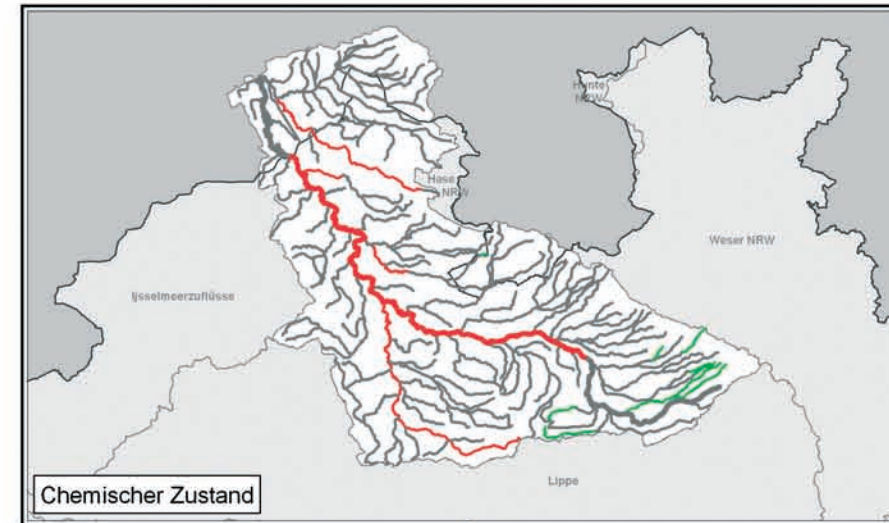 Hunte
NRW
Hase
NRW
Weser NRW
Ijsselmeerzuflüsse
Lippe
Chemischer Zustand